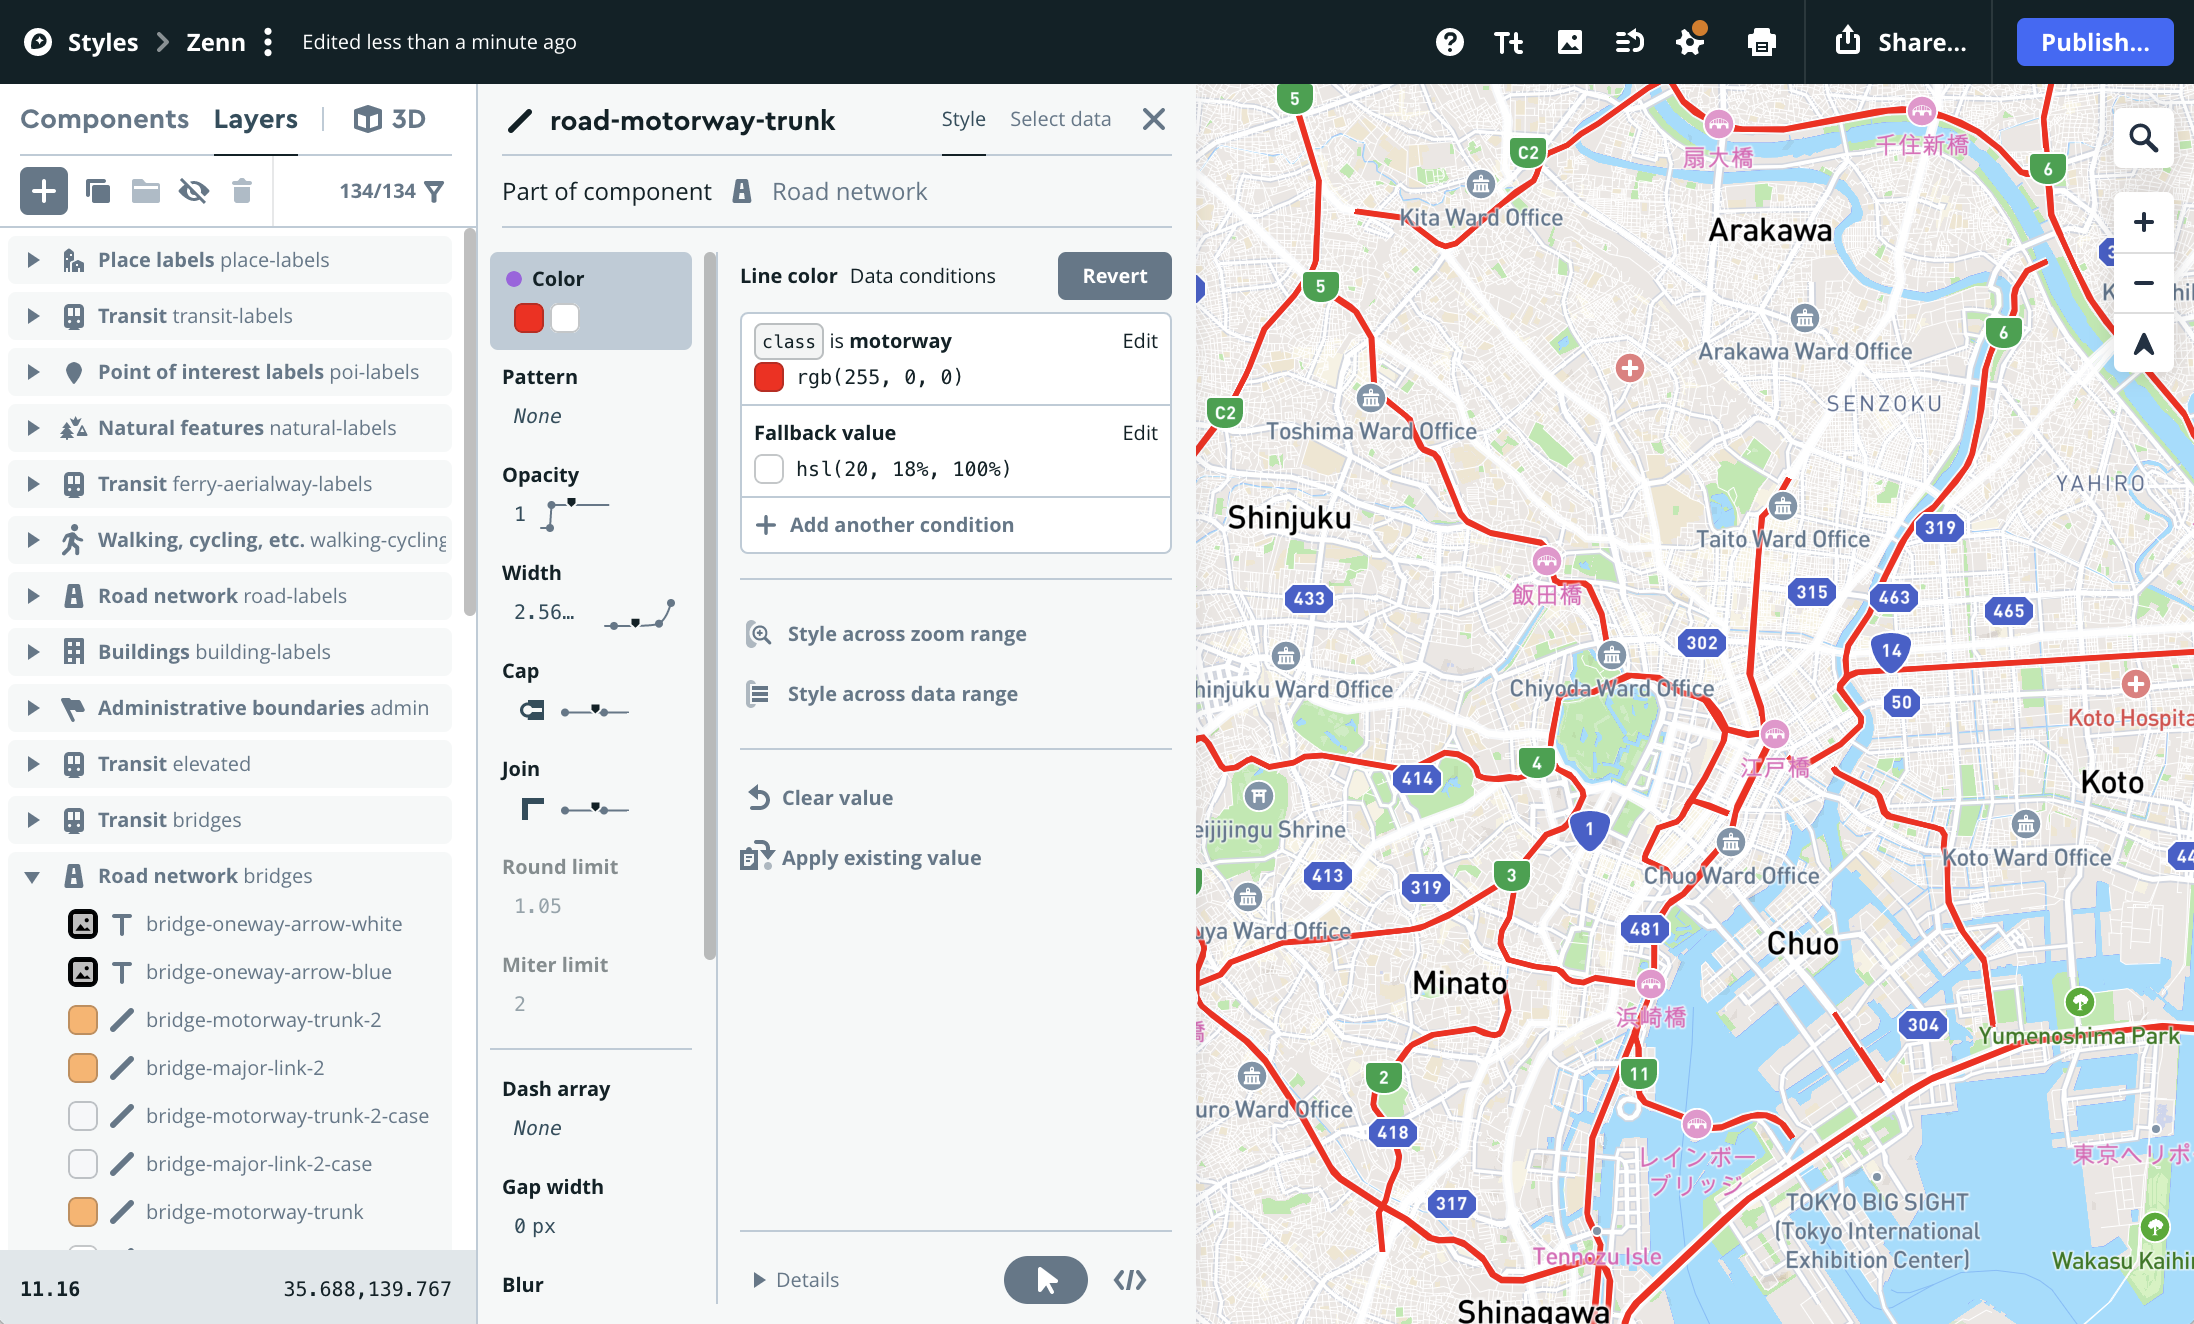 Styles
Zenn
Edited less than a minute ago
Tt
Share...
Publish...
Components
Layers
3D
134/134
Place labels place-labels
Transit transit-labels
Point of interest labels poi-labels
Natural features natural-labels
Transit ferry-aerialway-labels
Walking, cycling, etc. walking-cycling
Road network road-labels
Buildings building-labels
Administrative boundaries admin
Transit elevated
Transit bridges
Road network bridges
T bridge-oneway-arrow-white
T bridge-oneway-arrow-blue
bridge-motorway-trunk-2
bridge-major-link-2
bridge-motorway-trunk-2-case
bridge-major-link-2-case
bridge-motorway-trunk
11.16
35.688,139.767
road-motorway-trunk
Style
Select data
Part of component
Road network
Color
Pattern
None
Opacity
1
Width
2.56…
Cap
Join
Round limit
1.05
Miter limit
2
Dash array
None
Gap width
0 px
Blur
Line color
Data conditions
Revert
class is motorway
Edit
rgb(255, 0, 0)
Fallback value
Edit
hsl(20, 18%, 100%)
Add another condition
Style across zoom range
Style across data range
Clear value
Apply existing value
Details
5
扇大橋
千住新橋
C2
6
Kita Ward Office
Arakawa
5
6
Arakawa Ward Office
C2
SENZOKU
Toshima Ward Office
YAHIRO
Shinjuku
Taito Ward Office
319
飯田橋
433
315
463
465
302
14
hinjuku Ward Office
Chiyoda Ward Office
50
Koto Hospita
江戸橋
4
414
Koto
eijijingu Shrine
1
Koto Ward Office
44
413
319
3
Chuo Ward Office
uya Ward Office
481
Chuo
Minato
浜崎橋
橋
304
Yumenoshima Park
2
11
uro Ward Office
418
レインボー
ブリッジ
東京ヘリポ
317
TOKYO BIG SIGHT
(Tokyo International
Exhibition Center)
Tennozu Isle
Wakasu Kaihi
Shinagawa